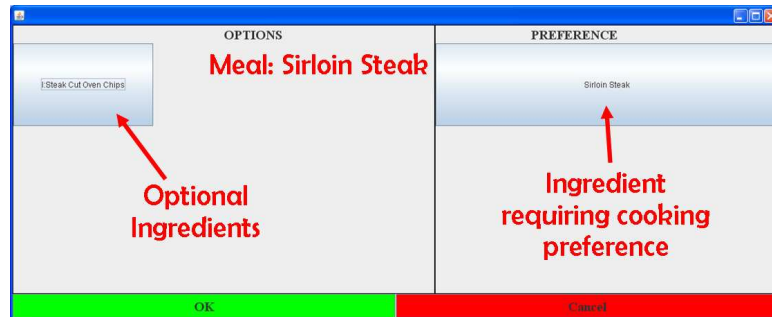 OPTIONS
PREFERENCE
Meal: Sirloin Steak
I:Steak Cut Oven Chips
Sirloin Steak
Optional
Ingredients
Ingredient
requiring cooking
preference
OK
Cancel